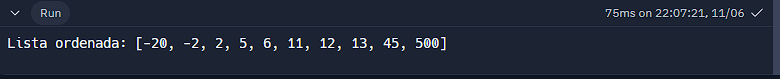 Run
75ms on 22:07:21, 11/06
Lista ordenada: [-20, -2, 2, 5, 6, 11, 12, 13, 45, 500]